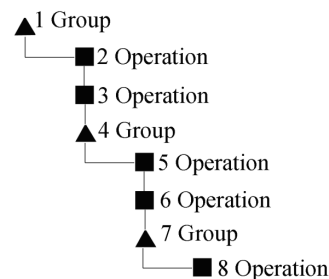 1 Group
2 Operation
3 Operation
4 Group
5 Operation
6 Operation
7 Group
8 Operation